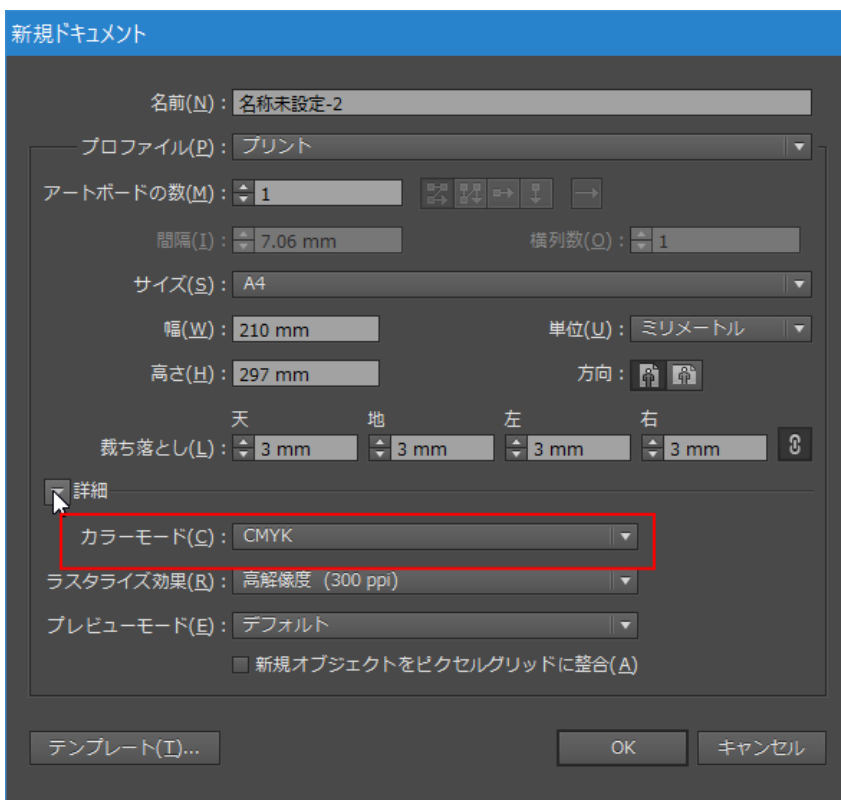 新規ドキュメント
名前(N)：名称未設定-2
プロファイル(P)：プリント
アートボードの数(M)：1
間隔(I)：7.06 mm 横列数(O)：1
サイズ(S)：A4
幅(W)：210 mm 単位(U)：ミリメートル
高さ(H)：297 mm 方向：
天 地 左 右
裁ち落とし(L)：3 mm 3 mm 3 mm 3 mm
詳細
カラーモード(C)：CMYK
ラスタライズ効果(R)：高解像度 (300 ppi)
プレビューモード(E)：デフォルト
新規オブジェクトをピクセルグリッドに整合(A)
テンプレート(T)... OK キャンセル